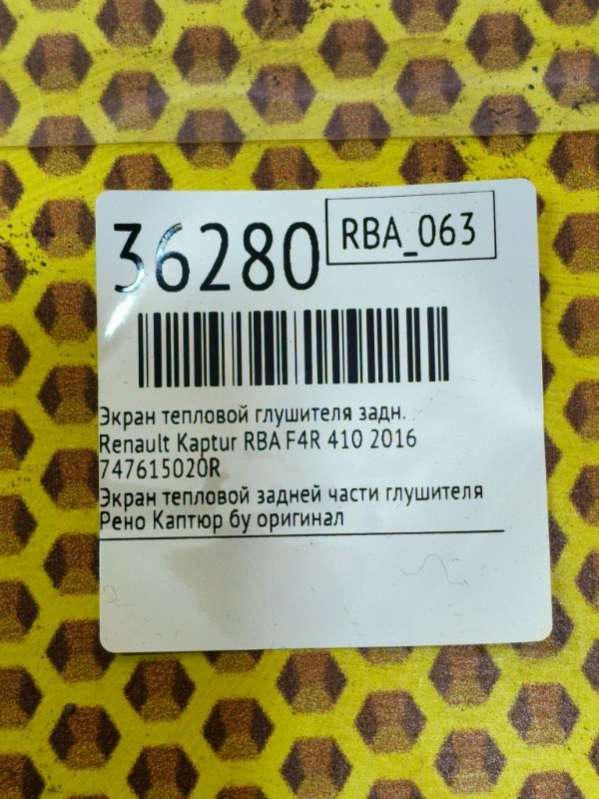 36280
RBA_063
Экран тепловой глушителя задн.
Renault Kaptur RBA F4R 410 2016
747615020R
Экран тепловой задней части глушителя
Рено Каптюр бу оригинал